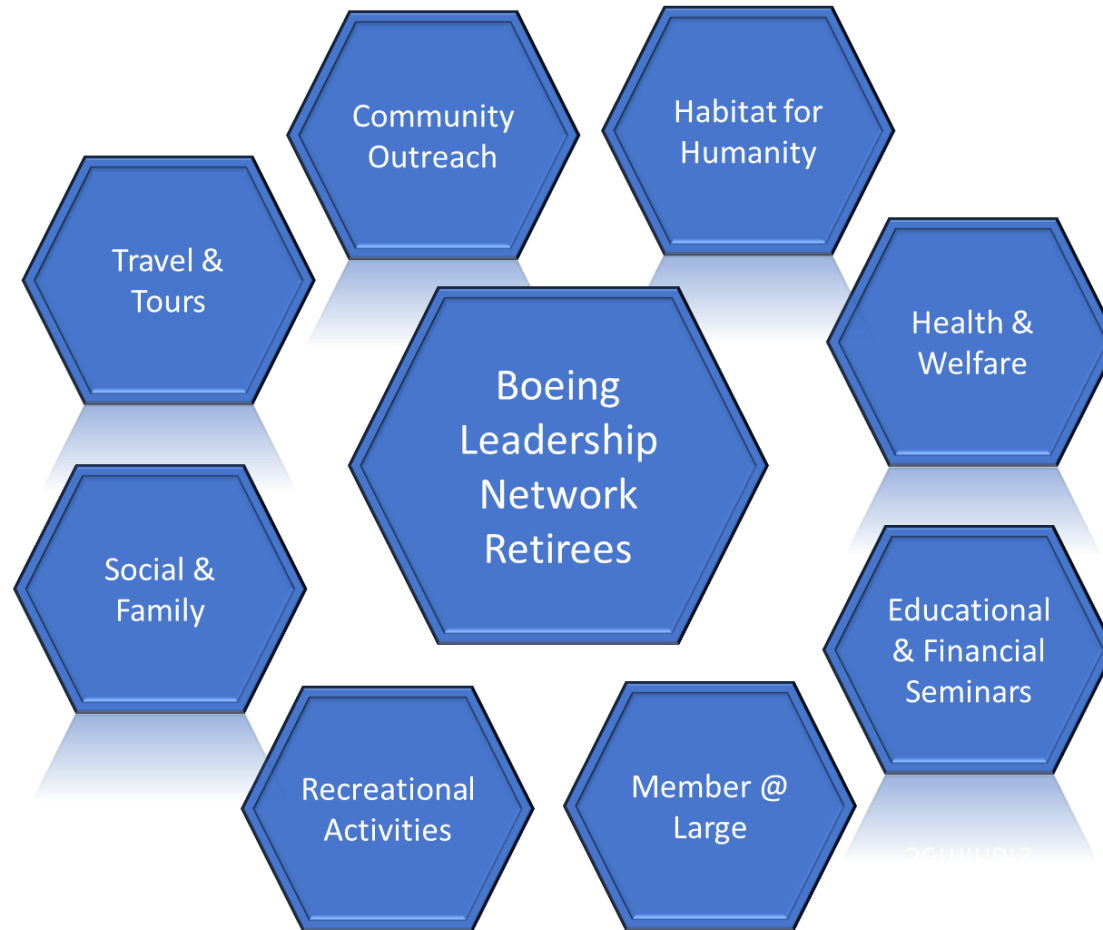 Community
Outreach
Habitat for
Humanity
Travel &
Tours
Health &
Welfare
Boeing
Leadership
Network
Retirees
Social &
Family
Educational
& Financial
Seminars
Recreational
Activities
Member @
Large